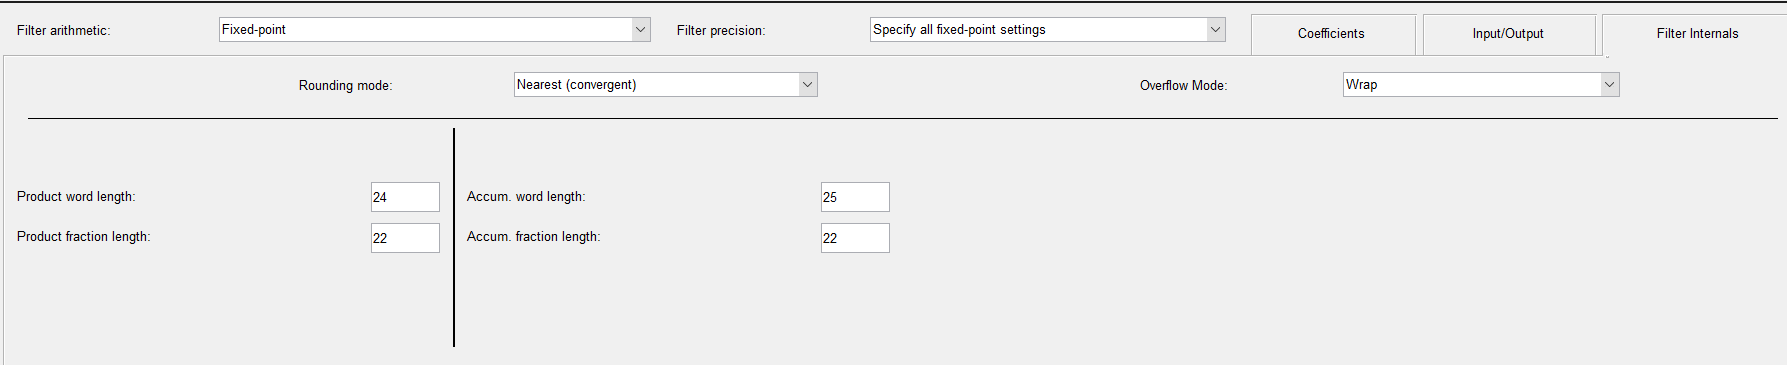 Filter arithmetic: Fixed-point Filter precision: Specify all fixed-point settings Coefficients Input/Output Filter Internals
Rounding mode: Nearest (convergent) Overflow Mode: Wrap
Product word length: 24 Accum. word length: 25
Product fraction length: 22 Accum. fraction length: 22